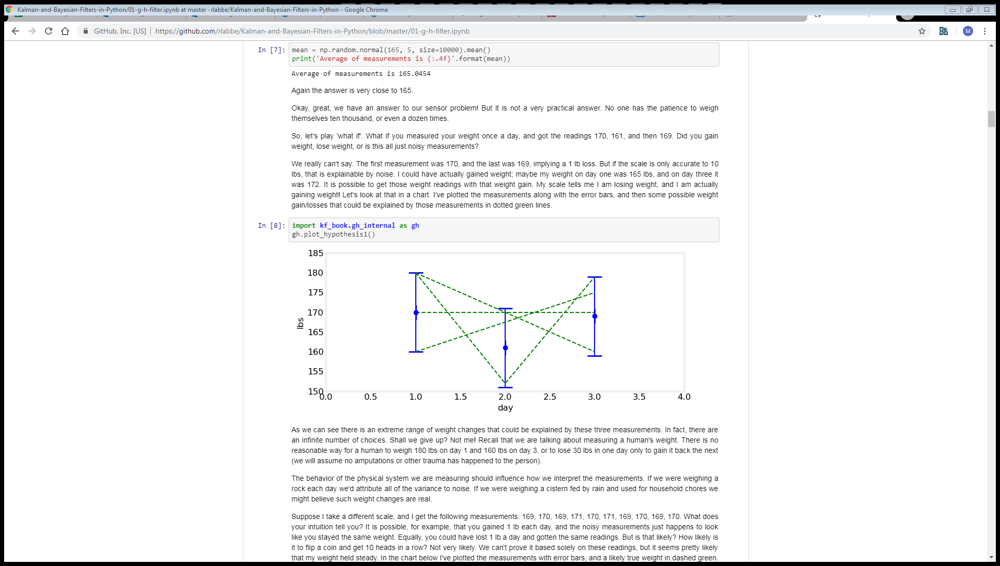 Kalman-and-Bayesian-Filters-in-Python/01-g-h-filter.ipynb at master · rlabbe/Kalman-and-Bayesian-Filters-in-Python - Google Chrome
GitHub, Inc. [US] | https://github.com/rlabbe/Kalman-and-Bayesian-Filters-in-Python/blob/master/01-g-h-filter.ipynb
M
In [7]: mean = np.random.normal(165, 5, size=10000).mean()
print('Average of measurements is {:.4f}'.format(mean))
Average of measurements is 165.0454
Again the answer is very close to 165.
Okay, great, we have an answer to our sensor problem! But it is not a very practical answer. No one has the patience to weigh
themselves ten thousand, or even a dozen times.
So, let's play 'what if'. What if you measured your weight once a day, and got the readings 170, 161, and then 169. Did you gain
weight, lose weight, or is this all just noisy measurements?
We really can't say. The first measurement was 170, and the last was 169, implying a 1 lb loss. But if the scale is only accurate to 10
lbs, that is explainable by noise. I could have actually gained weight; maybe my weight on day one was 165 lbs, and on day three it
was 172. It is possible to get those weight readings with that weight gain. My scale tells me I am losing weight, and I am actually
gaining weight! Let's look at that in a chart. I've plotted the measurements along with the error bars, and then some possible weight
gain/losses that could be explained by those measurements in dotted green lines.
In [8]: import kf_book.gh_internal as gh
gh.plot_hypothesis1()
185
180
175
170
165
160
155
150
lbs
0.0 0.5 1.0 1.5 2.0 2.5 3.0 3.5 4.0
day
As we can see there is an extreme range of weight changes that could be explained by these three measurements. In fact, there are
an infinite number of choices. Shall we give up? Not me! Recall that we are talking about measuring a human's weight. There is no
reasonable way for a human to weigh 180 lbs on day 1 and 160 lbs on day 3. or to lose 30 lbs in one day only to gain it back the next
(we will assume no amputations or other trauma has happened to the person).
The behavior of the physical system we are measuring should influence how we interpret the measurements. If we were weighing a
rock each day we'd attribute all of the variance to noise. If we were weighing a cistern fed by rain and used for household chores we
might believe such weight changes are real.
Suppose I take a different scale, and I get the following measurements: 169, 170, 169, 171, 170, 171, 169, 170, 169, 170. What does
your intuition tell you? It is possible, for example, that you gained 1 lb each day, and the noisy measurements just happens to look
like you stayed the same weight. Equally, you could have lost 1 lb a day and gotten the same readings. But is that likely? How likely is
it to flip a coin and get 10 heads in a row? Not very likely. We can't prove it based solely on these readings, but it seems pretty likely
that my weight held steady. In the chart below I've plotted the measurements with error bars, and a likely true weight in dashed green.